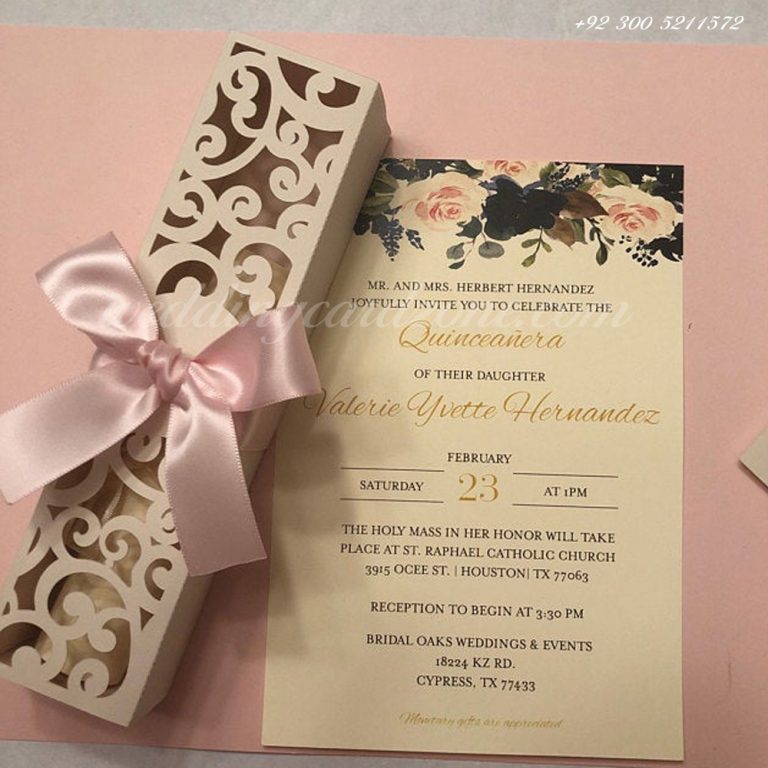 +92 300 5211572
MR. AND MRS. HERBERT HERNANDEZ
JOYFULLY INVITE YOU TO CELEBRATE THE
Quinceañera
OF THEIR DAUGHTER
Valerie Yvette Hernandez
FEBRUARY
SATURDAY 23 AT 1PM
THE HOLY MASS IN HER HONOR WILL TAKE
PLACE AT ST. RAPHAEL CATHOLIC CHURCH
3915 OCEE ST. | HOUSTON| TX 77063
RECEPTION TO BEGIN AT 3:30 PM
BRIDAL OAKS WEDDINGS & EVENTS
18224 KZ RD.
CYPRESS, TX 77433
Monetary gifts are appreciated